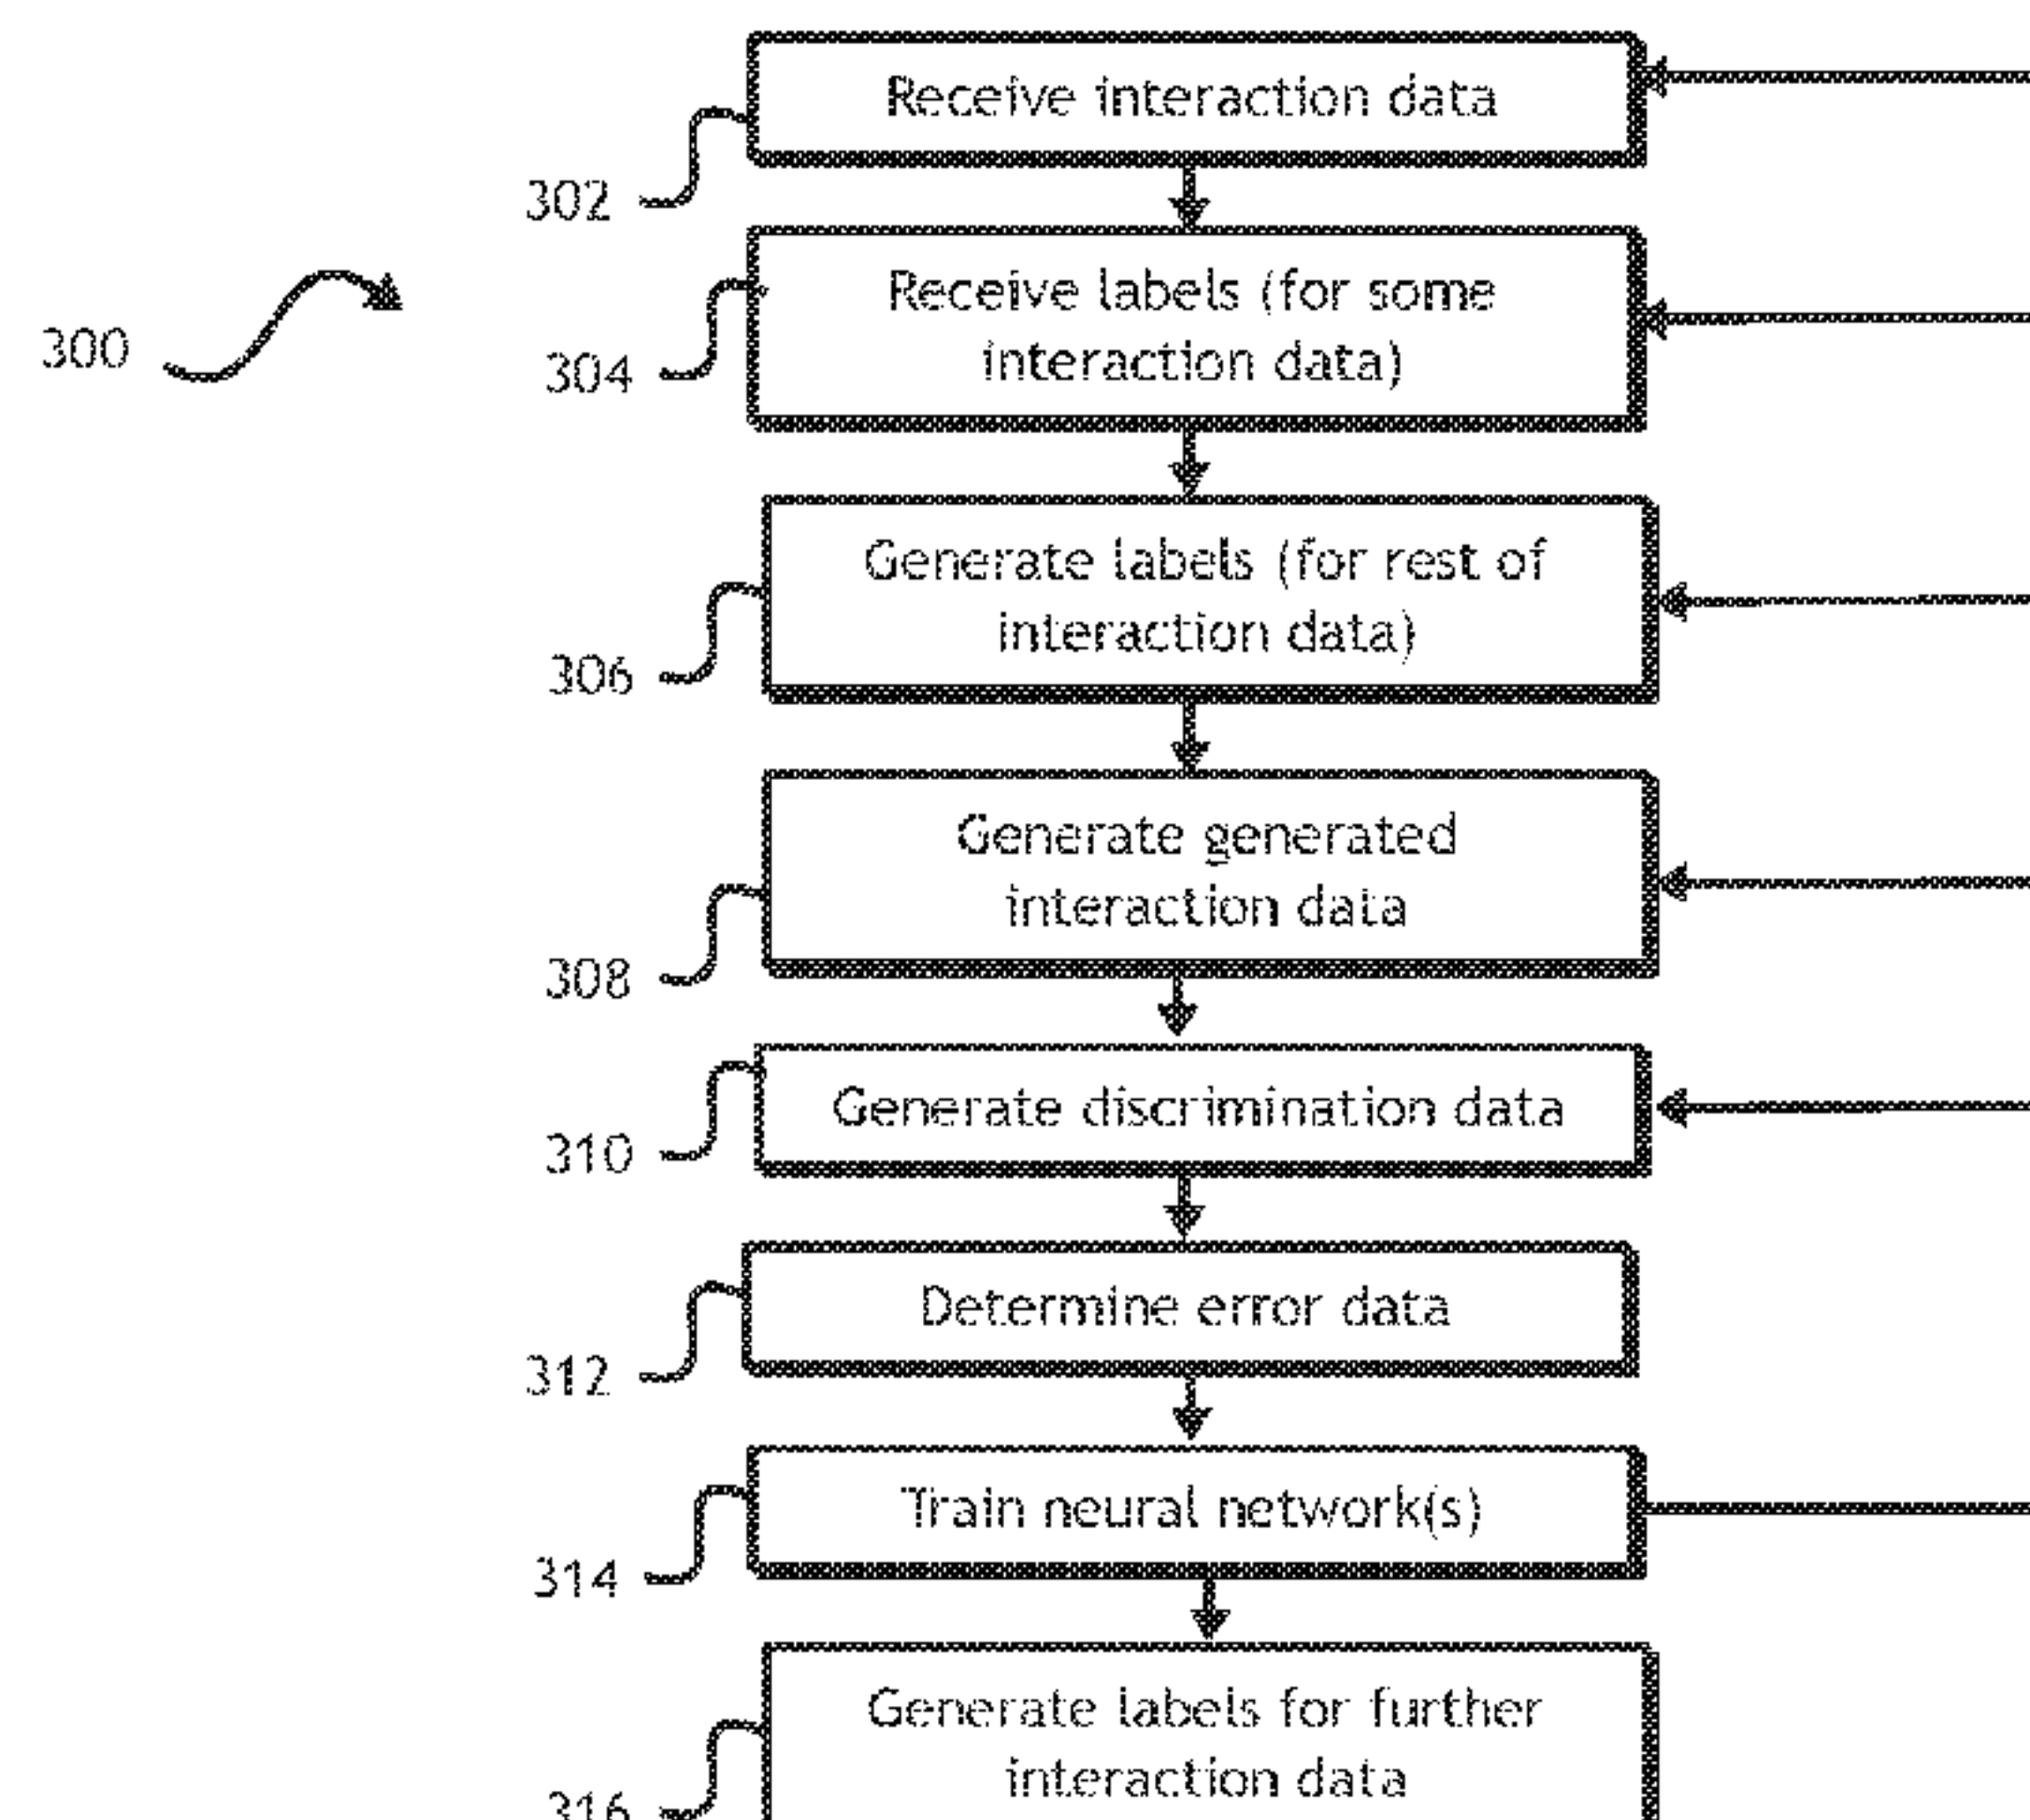 Receive interaction data
302
Receive labels (for some
interaction data)
300
304
Generate labels (for rest of
interaction data)
306
Generate generated
interaction data
308
Generate discrimination data
310
Determine error data
312
Train neural network(s)
314
Generate labels for further
interaction data
316